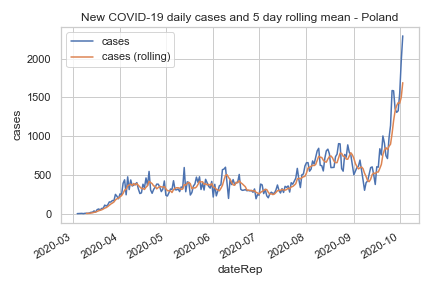 New COVID-19 daily cases and 5 day rolling mean - Poland
cases
cases (rolling)
2000
1500
1000
500
0
cases
2020-03
2020-04
2020-05
2020-06
2020-07
2020-08
2020-09
2020-10
dateRep